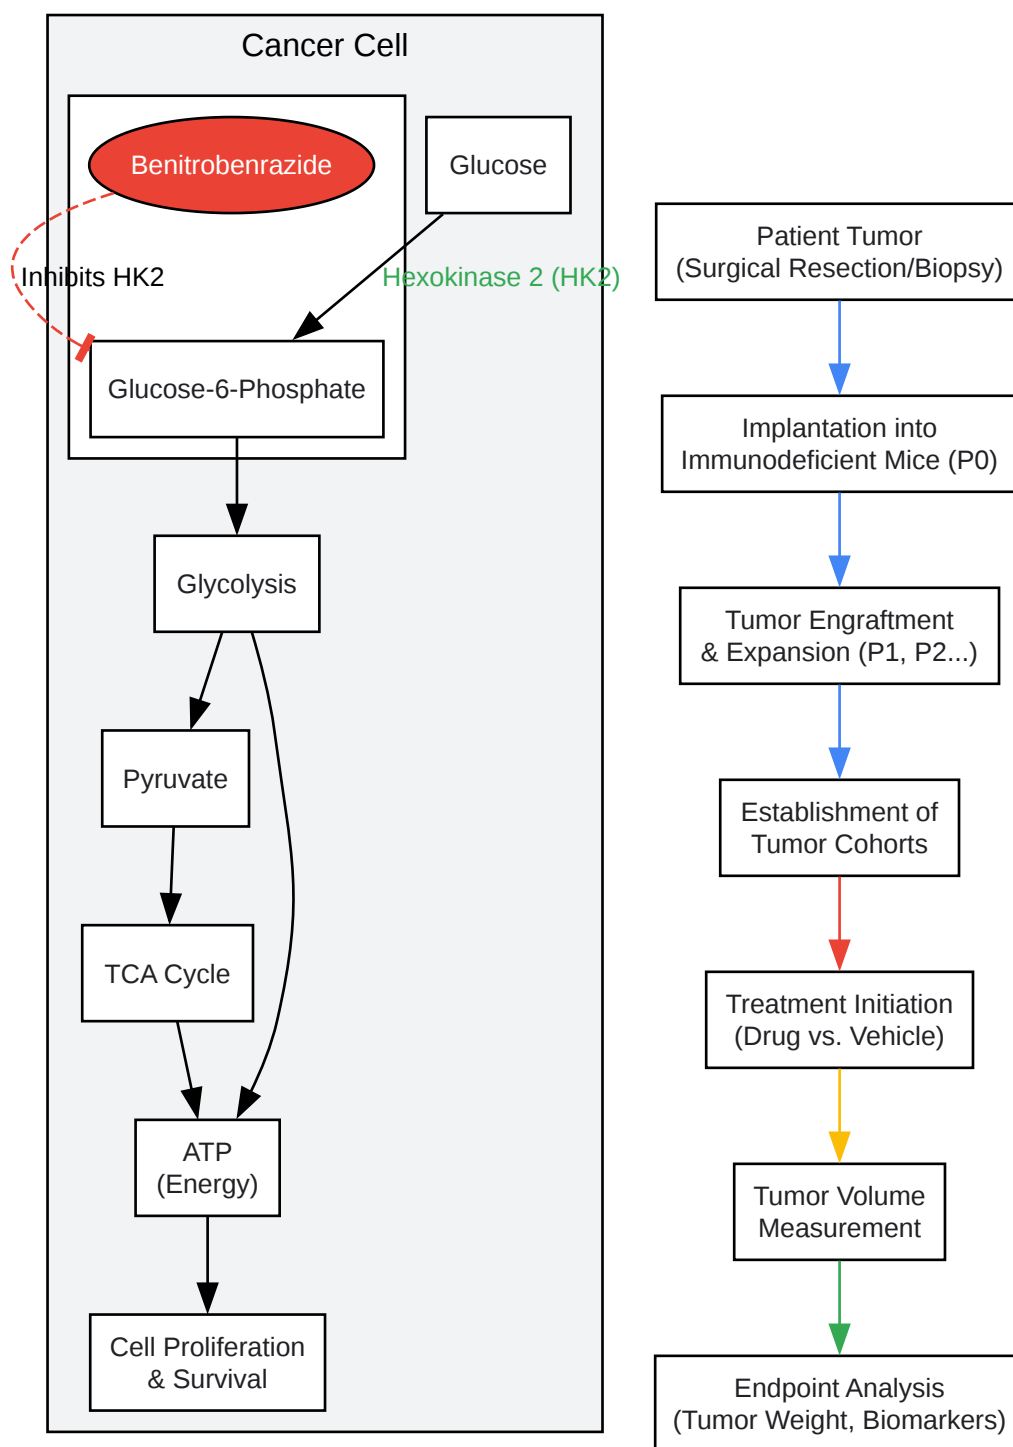 Cancer Cell
Benitrobenrazide
Glucose
Inhibits HK2
Hexokinase 2 (HK2)
Glucose-6-Phosphate
Glycolysis
Pyruvate
TCA Cycle
ATP
(Energy)
Cell Proliferation
& Survival
Patient Tumor
(Surgical Resection/Biopsy)
Implantation into
Immunodeficient Mice (P0)
Tumor Engraftment
& Expansion (P1, P2...)
Establishment of
Tumor Cohorts
Treatment Initiation
(Drug vs. Vehicle)
Tumor Volume
Measurement
Endpoint Analysis
(Tumor Weight, Biomarkers)